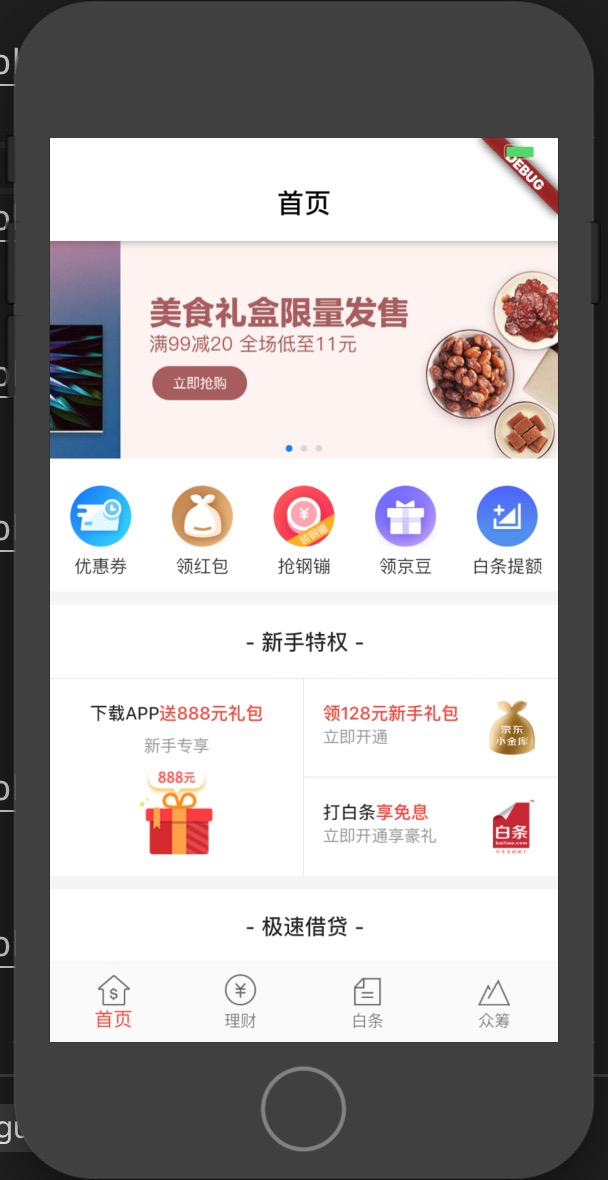 DEBUG
首页
美食礼盒限量发售
满99减20 全场低至11元
立即抢购
领钢镚
优惠券
领红包
抢钢镚
领京豆
白条提额
- 新手特权 -
下载APP送888元礼包
新手专享
888元
领128元新手礼包
立即开通
京东
小金库
打白条享免息
立即开通享豪礼
白条
baitiao.com
- 极速借贷 -
首页
理财
白条
众筹
gu